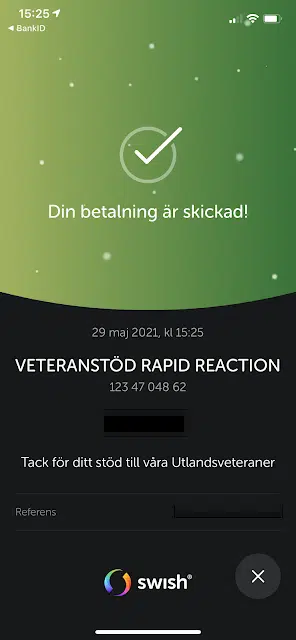 15:25
BankID
Din betalning är skickad!
29 maj 2021, kl 15:25
VETERANSTÖD RAPID REACTION
123 47 048 62
Tack för ditt stöd till våra Utlandsveteraner
Referens
swish®